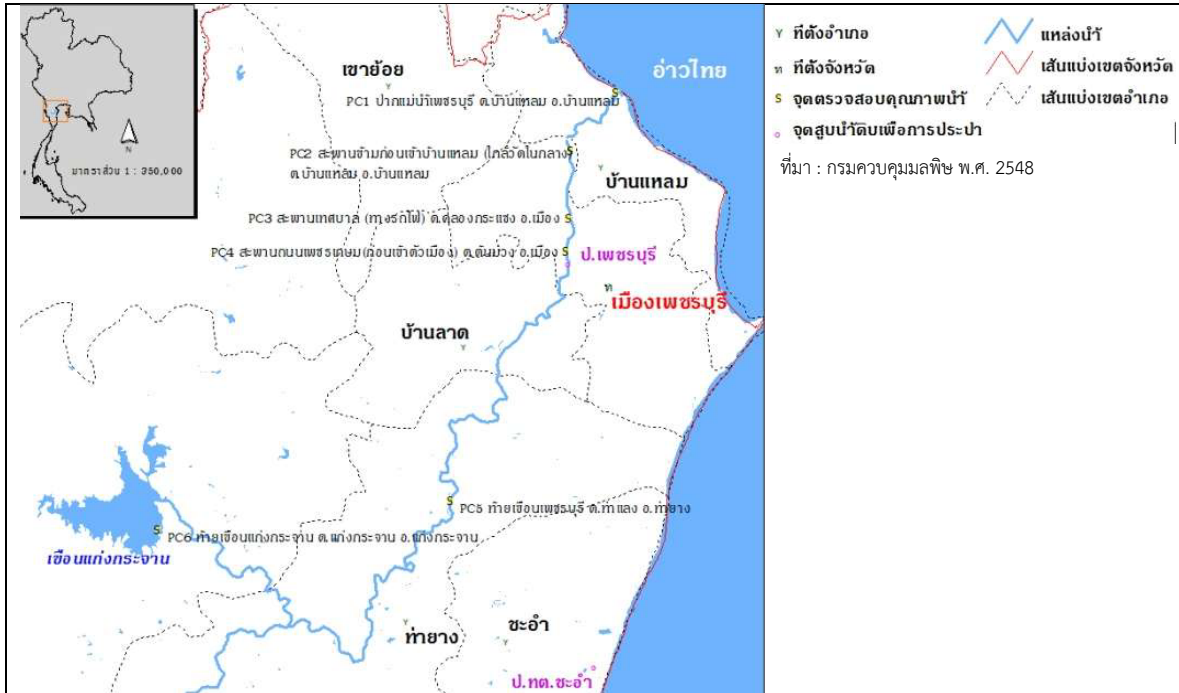 มาตราส่วน 1 : 350,000
N
เขาย้อย
อ่าวไทย
PC1 ปากแม่น้ำเพชรบุรี ต.บ้านแหลม อ.บ้านแหลม
PC2 สะพานข้ามก่อนเข้าบ้านแหลม (ใกล้วัดในกลาง)
ต.บ้านแหลม อ.บ้านแหลม
บ้านแหลม
PC3 สะพานเทศบาล (ทางรถไฟ) ต.คลองกระแชง อ.เมือง
PC4 สะพานถนนเพชรเกษม(ก่อนเข้าตัวเมือง) ต.ต้นม่วง อ.เมือง
ป.เพชรบุรี
ท
เมืองเพชรบุรี
บ้านลาด
PC5 ท้ายเขื่อนเพชรบุรี ต.ท่าแลง อ.ท่ายาง
PC6 ท้ายเขื่อนแก่งกระจาน ต.แก่งกระจาน อ.แก่งกระจาน
เขื่อนแก่งกระจาน
ท่ายาง
ชะอำ
ป.ทต.ชะอำ
ที่ตั้งอำเภอ
ที่ตั้งจังหวัด
จุดตรวจสอบคุณภาพน้ำ
จุดสูบน้ำดิบเพื่อการประปา
แหล่งน้ำ
เส้นแบ่งเขตจังหวัด
เส้นแบ่งเขตอำเภอ
ที่มา : กรมควบคุมมลพิษ พ.ศ. 2548